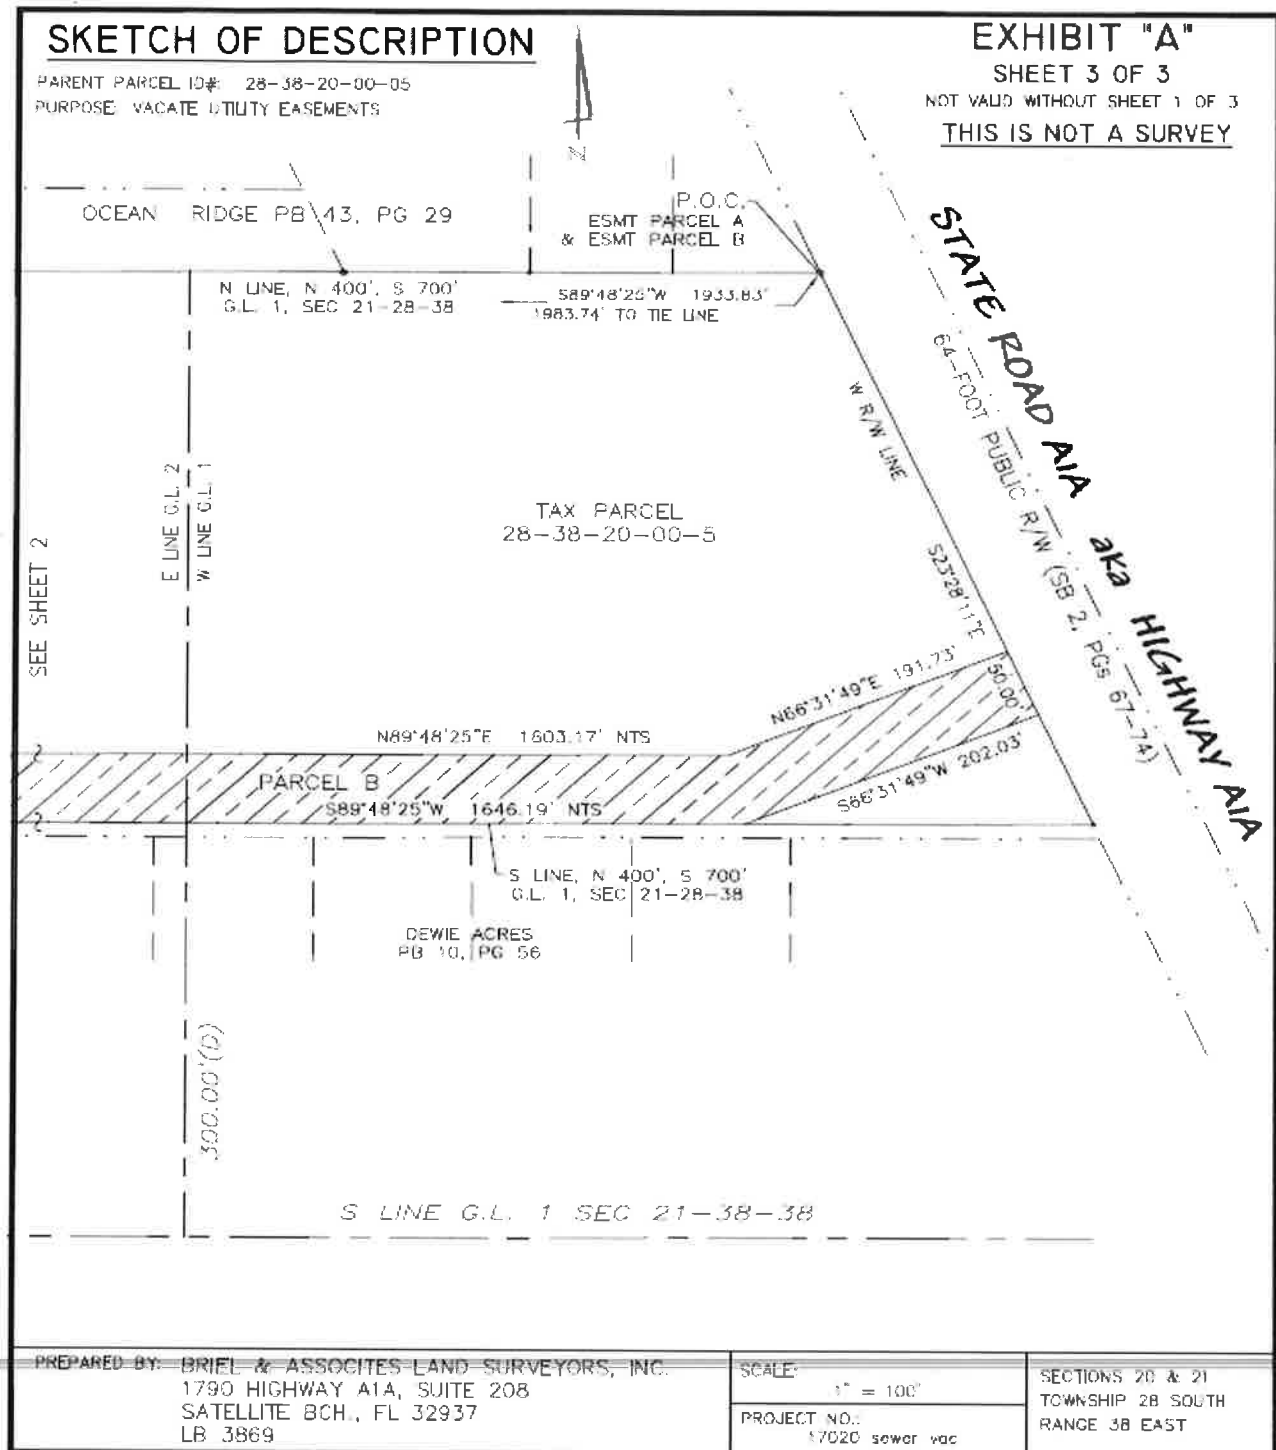 SKETCH OF DESCRIPTION
PARENT PARCEL ID#: 28-38-20-00-05
PURPOSE: VACATE UTILITY EASEMENTS
EXHIBIT "A"
SHEET 3 OF 3
NOT VALID WITHOUT SHEET 1 OF 3
THIS IS NOT A SURVEY
N
OCEAN RIDGE PB 43, PG 29
P.O.C.
ESMT PARCEL A
& ESMT PARCEL B
N LINE, N 400', S 700'
G.L. 1, SEC 21-28-38
S89°48'25"W 1933.83'
1983.74' TO TIE LINE
STATE ROAD A1A aka HIGHWAY A1A
64-FOOT PUBLIC R/W (SB 2, PGs 67-74)
W R/W LINE
S23°28'11"E
E LINE G.L. 2
W LINE G.L. 1
SEE SHEET 2
TAX PARCEL
28-38-20-00-5
N66°31'49"E 191.73'
50.00'
S66°31'49"W 202.03'
N89°48'25"E 1603.17' NTS
PARCEL B
S89°48'25"W 1646.19' NTS
S LINE, N 400', S 700'
G.L. 1, SEC 21-28-38
DEWIE ACRES
PB 10, PG 56
300.00'(D)
S LINE G.L. 1 SEC 21-38-38
PREPARED BY: BRIEL & ASSOCITES LAND SURVEYORS, INC.
1790 HIGHWAY A1A, SUITE 208
SATELLITE BCH., FL 32937
LB 3869
SCALE:
1" = 100'
PROJECT NO.:
17020 sewer vac
SECTIONS 20 & 21
TOWNSHIP 28 SOUTH
RANGE 38 EAST